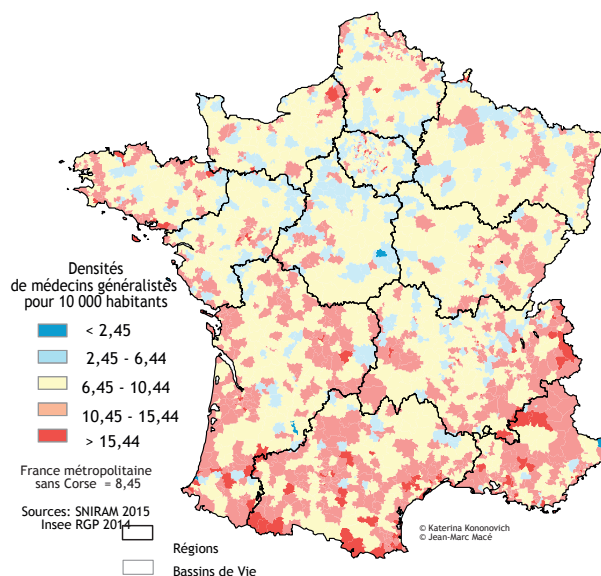 Densités
de médecins généralistes
pour 10 000 habitants
< 2,45
2,45 - 6,44
6,45 - 10,44
10,45 - 15,44
> 15,44
France métropolitaine
sans Corse = 8,45
Sources: SNIRAM 2015
Insee RGP 2014
Régions
Bassins de Vie
© Katerina Kononovich
© Jean-Marc Macé